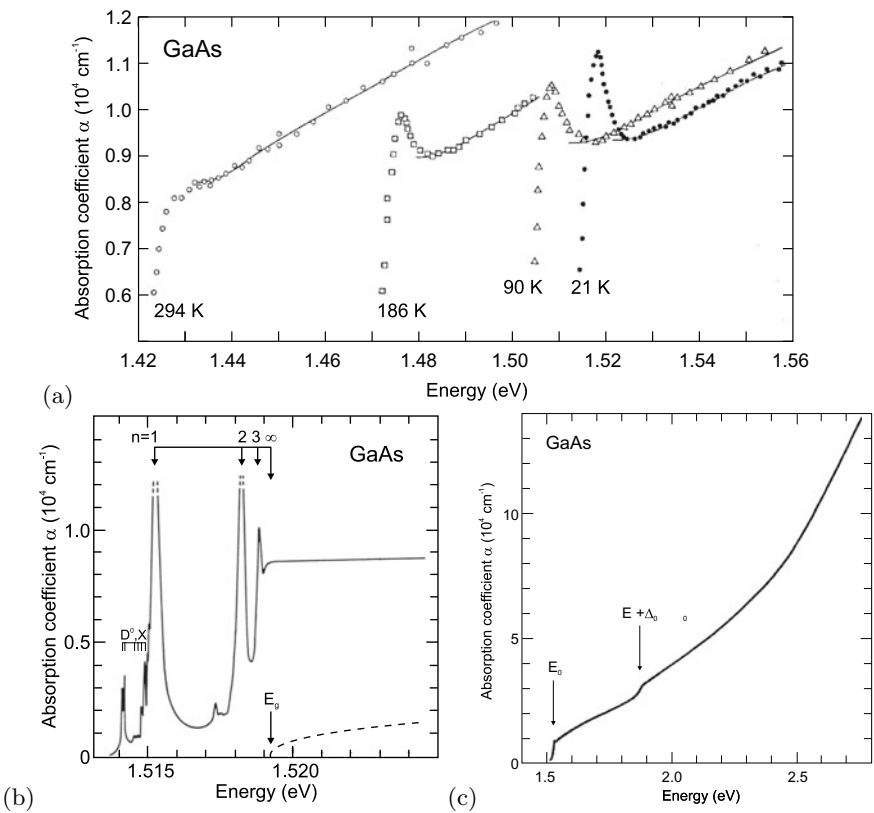 GaAs
Absorption coefficient α (10⁴ cm⁻¹)
1.2
1.1
1.0
0.9
0.8
0.7
0.6
294 K
186 K
90 K
21 K
1.42
1.44
1.46
1.48
1.50
1.52
1.54
1.56
Energy (eV)
(a)
n=1
2
3
∞
GaAs
Absorption coefficient α (10⁴ cm⁻¹)
1.0
0.5
0
D⁰,X
E_g
1.515
1.520
Energy (eV)
(b)
GaAs
Absorption coefficient α (10⁴ cm⁻¹)
10
5
0
E₀
E +Δ₀ ₀
1.5
2.0
2.5
Energy (eV)
(c)